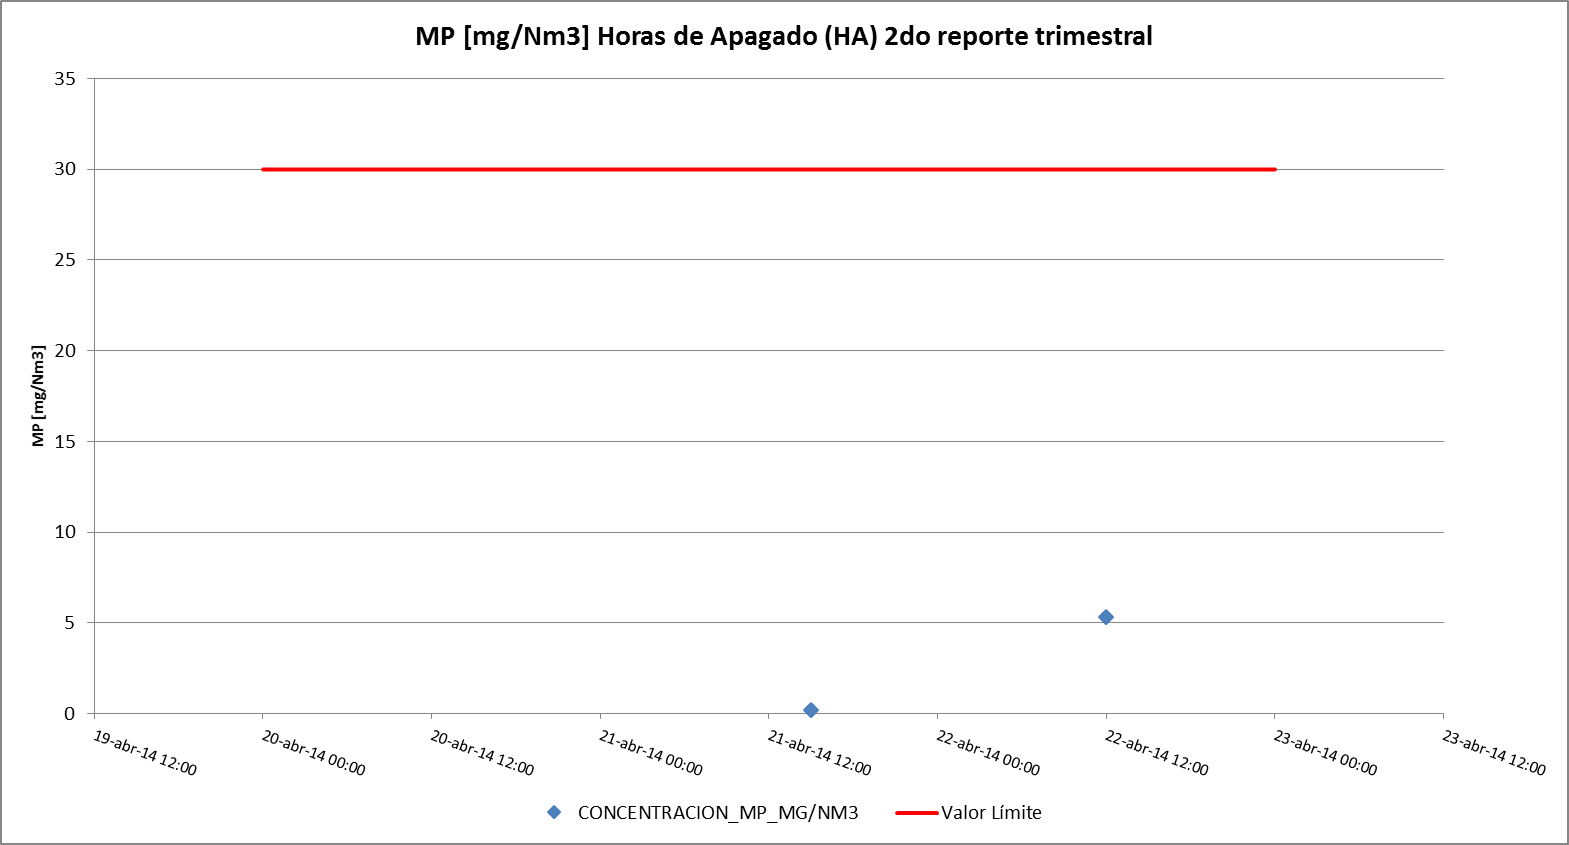 MP [mg/Nm3] Horas de Apagado (HA) 2do reporte trimestral
35
30
25
20
15
10
5
0
MP [mg/Nm3]
19-abr-14 12:00
20-abr-14 00:00
20-abr-14 12:00
21-abr-14 00:00
21-abr-14 12:00
22-abr-14 00:00
22-abr-14 12:00
23-abr-14 00:00
23-abr-14 12:00
CONCENTRACION_MP_MG/NM3
Valor Límite